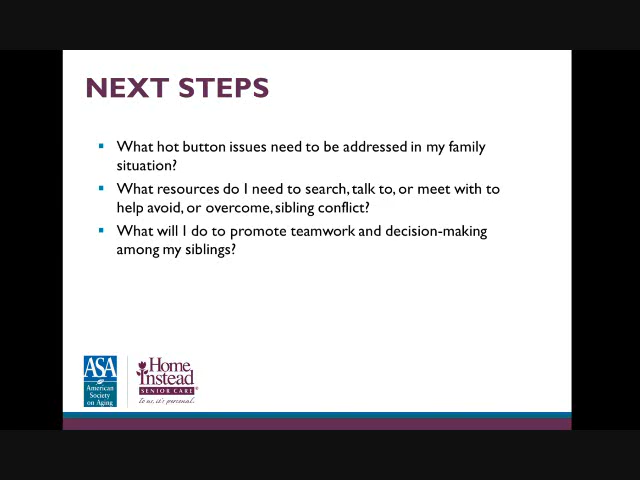 NEXT STEPS
What hot button issues need to be addressed in my family
situation?
What resources do I need to search, talk to, or meet with to
help avoid, or overcome, sibling conflict?
What will I do to promote teamwork and decision-making
among my siblings?
ASA
American
Society
on Aging
Home
Instead
SENIOR CARE®
To us, it's personal.